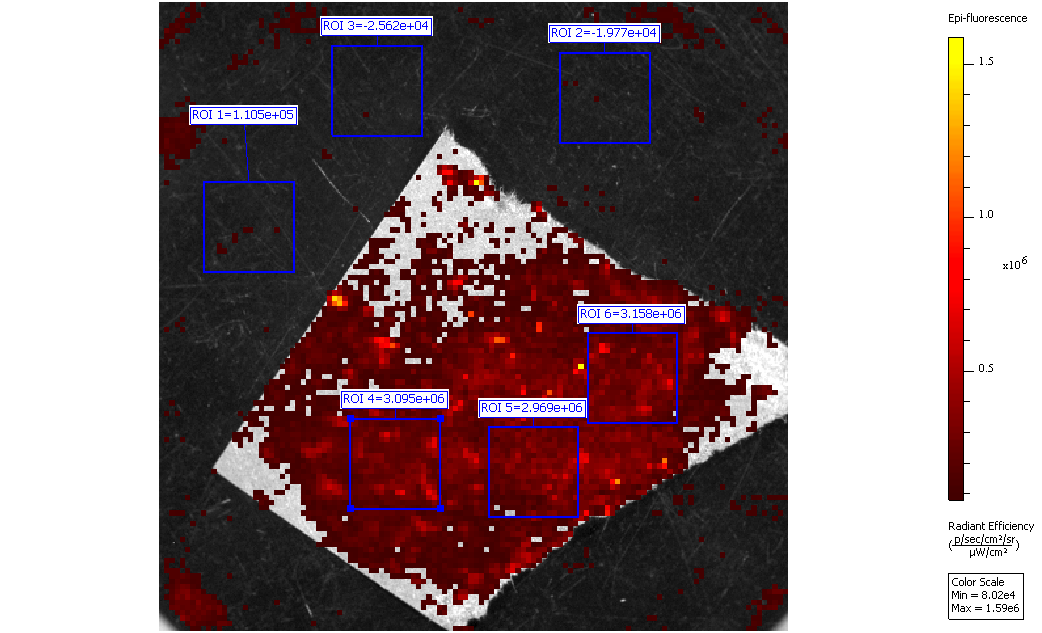 ROI 3=-2.562e+04
ROI 2=-1.977e+04
ROI 1=1.105e+05
ROI 6=3.158e+06
ROI 4=3.095e+06
ROI 5=2.969e+06
Epi-fluorescence
1.5
1.0
x10⁶
0.5
Radiant Efficiency
(p/sec/cm²/sr
µW/cm²)
Color Scale
Min = 8.02e4
Max = 1.59e6